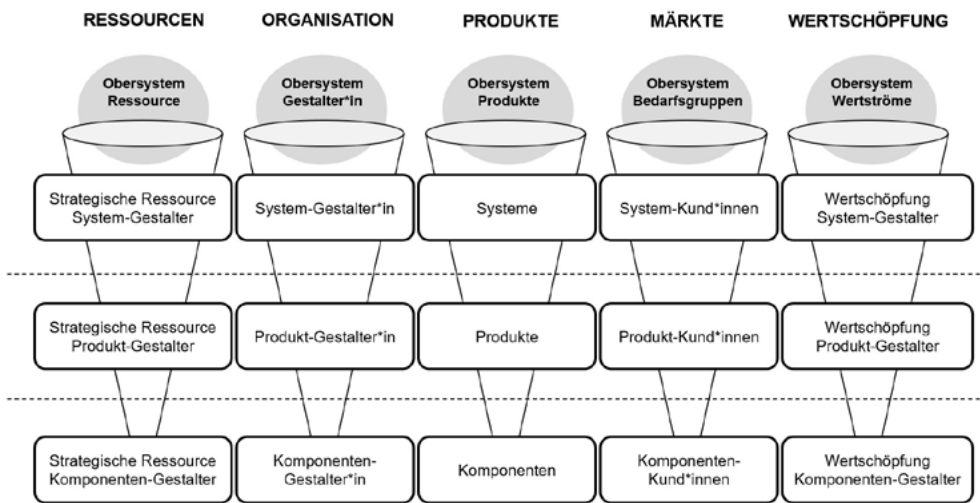 RESSOURCEN
ORGANISATION
PRODUKTE
MÄRKTE
WERTSCHÖPFUNG
Obersystem
Ressource
Obersystem
Gestalter*in
Obersystem
Produkte
Obersystem
Bedarfsgruppen
Obersystem
Wertströme
Strategische Ressource
System-Gestalter
System-Gestalter*in
Systeme
System-Kund*innen
Wertschöpfung
System-Gestalter
Strategische Ressource
Produkt-Gestalter
Produkt-Gestalter*in
Produkte
Produkt-Kund*innen
Wertschöpfung
Produkt-Gestalter
Strategische Ressource
Komponenten-Gestalter
Komponenten-
Gestalter*in
Komponenten
Komponenten-
Kund*innen
Wertschöpfung
Komponenten-Gestalter